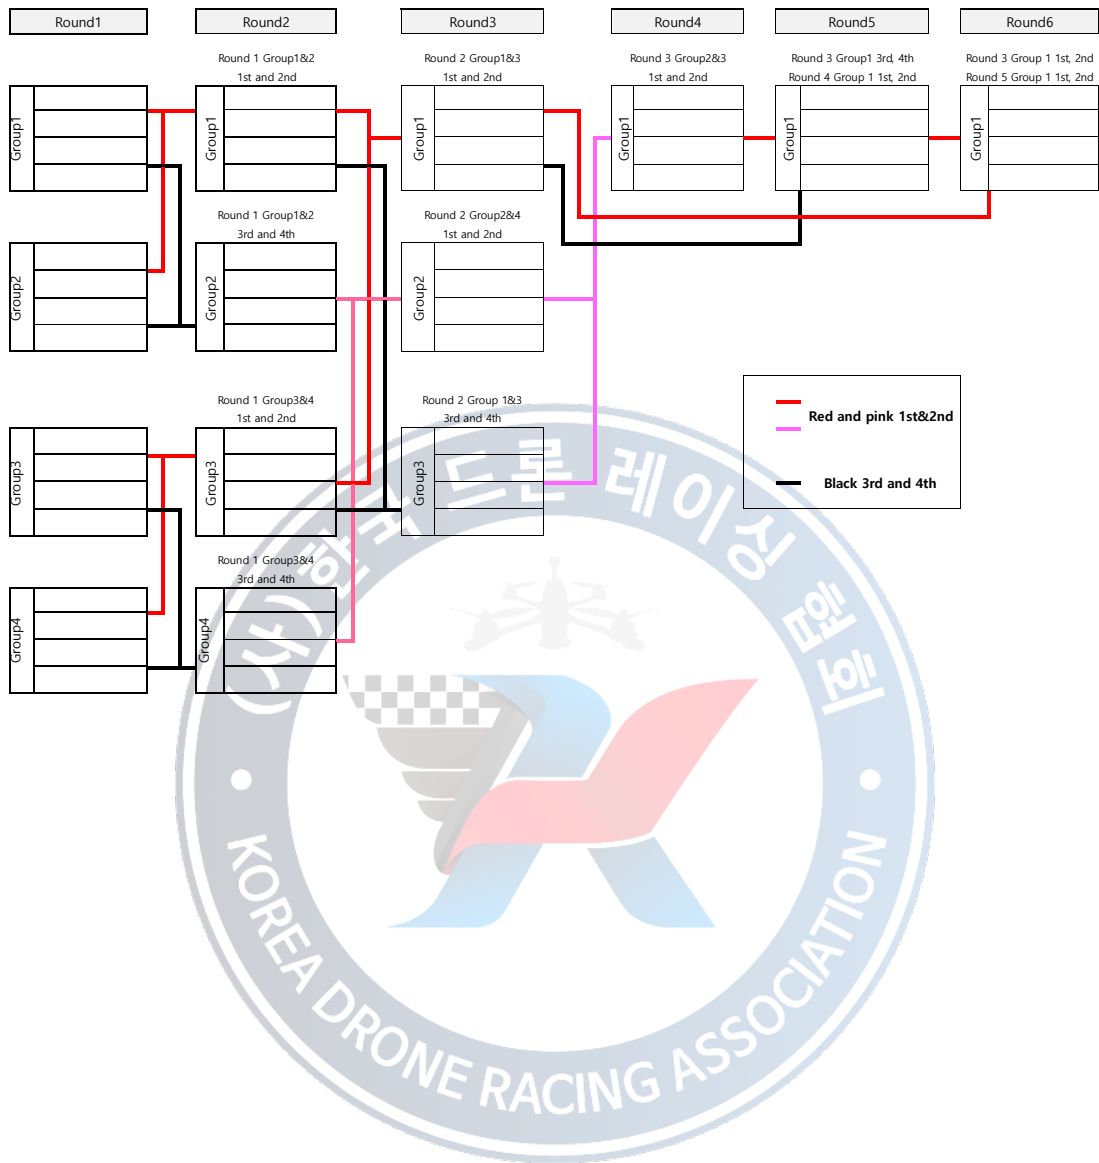 Round1
Round2
Round3
Round4
Round5
Round6
Round 1 Group1&2
1st and 2nd
Round 2 Group1&3
1st and 2nd
Round 3 Group2&3
1st and 2nd
Round 3 Group1 3rd, 4th
Round 4 Group 1 1st, 2nd
Round 3 Group 1 1st, 2nd
Round 5 Group 1 1st, 2nd
Group1
Group1
Group1
Group1
Group1
Group1
Round 1 Group1&2
3rd and 4th
Round 2 Group2&4
1st and 2nd
Group2
Group2
Group2
Round 1 Group3&4
1st and 2nd
Round 2 Group 1&3
3rd and 4th
Red and pink 1st&2nd
Black 3rd and 4th
Group3
Group3
Group3
Round 1 Group3&4
3rd and 4th
Group4
Group4
(사)한국 드론 레이싱 협회
KOREA DRONE RACING ASSOCIATION